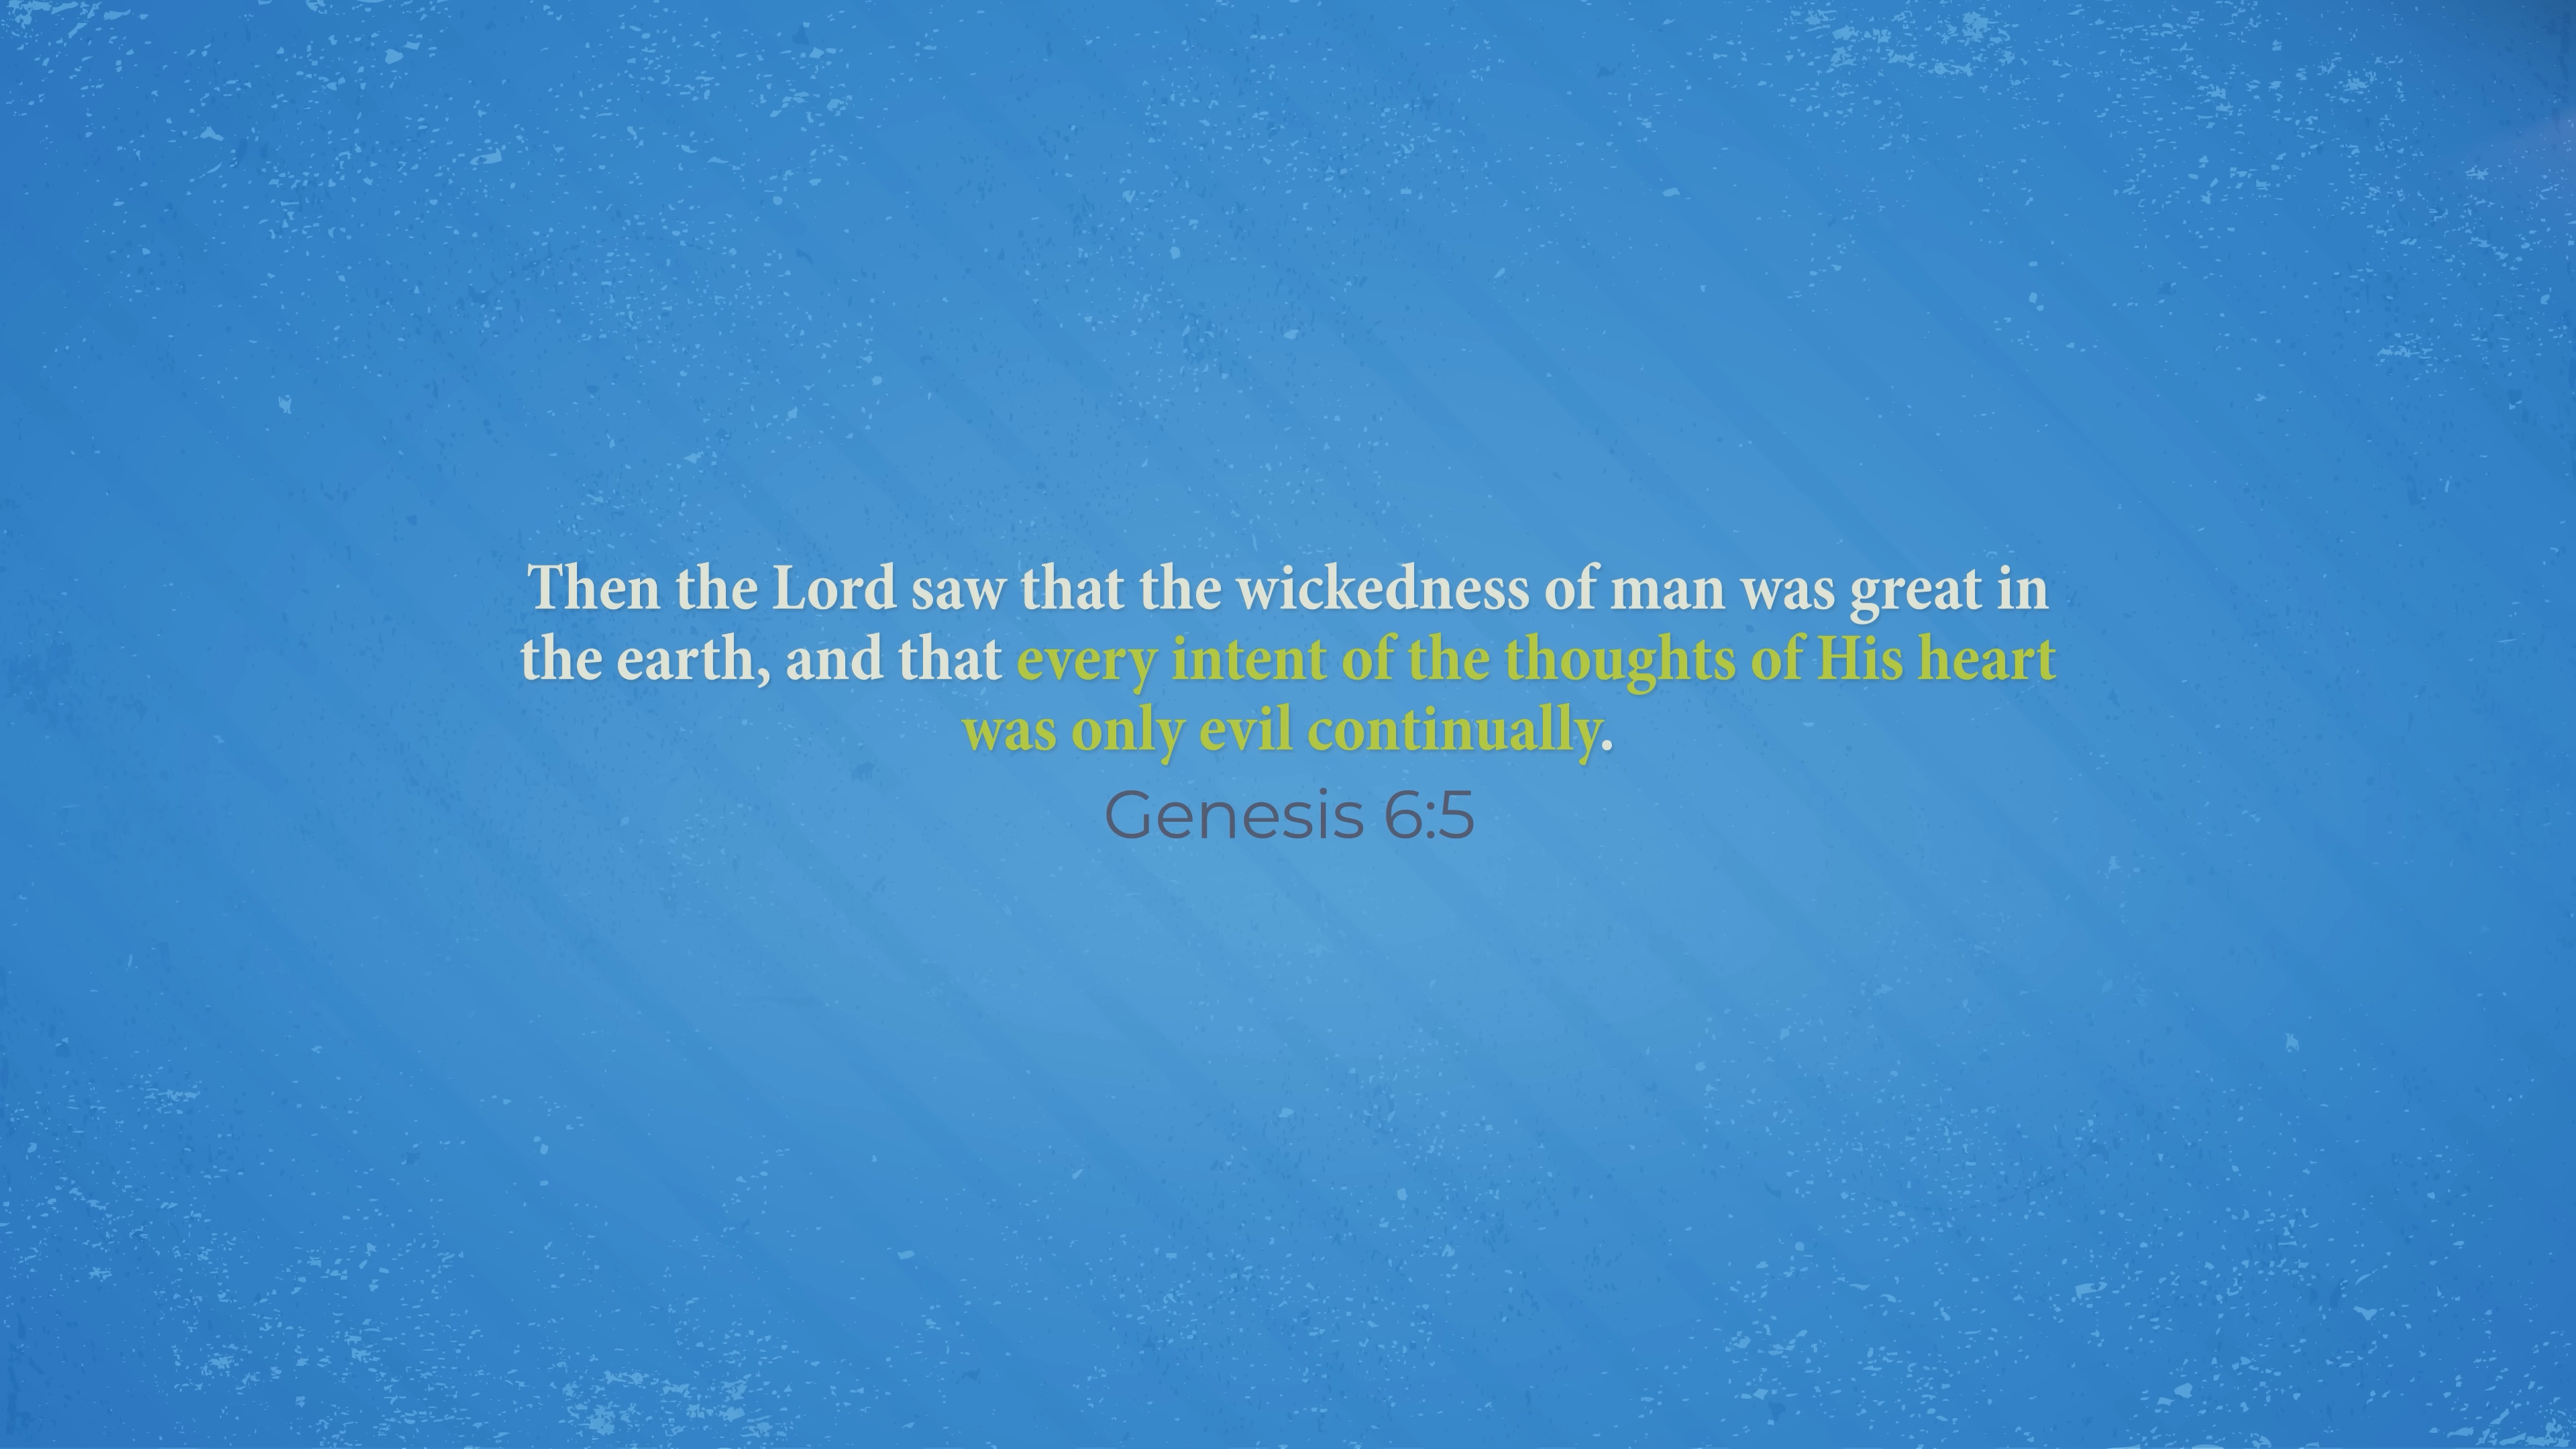 Then the Lord saw that the wickedness of man was great in
the earth, and that every intent of the thoughts of His heart
was only evil continually.
Genesis 6:5